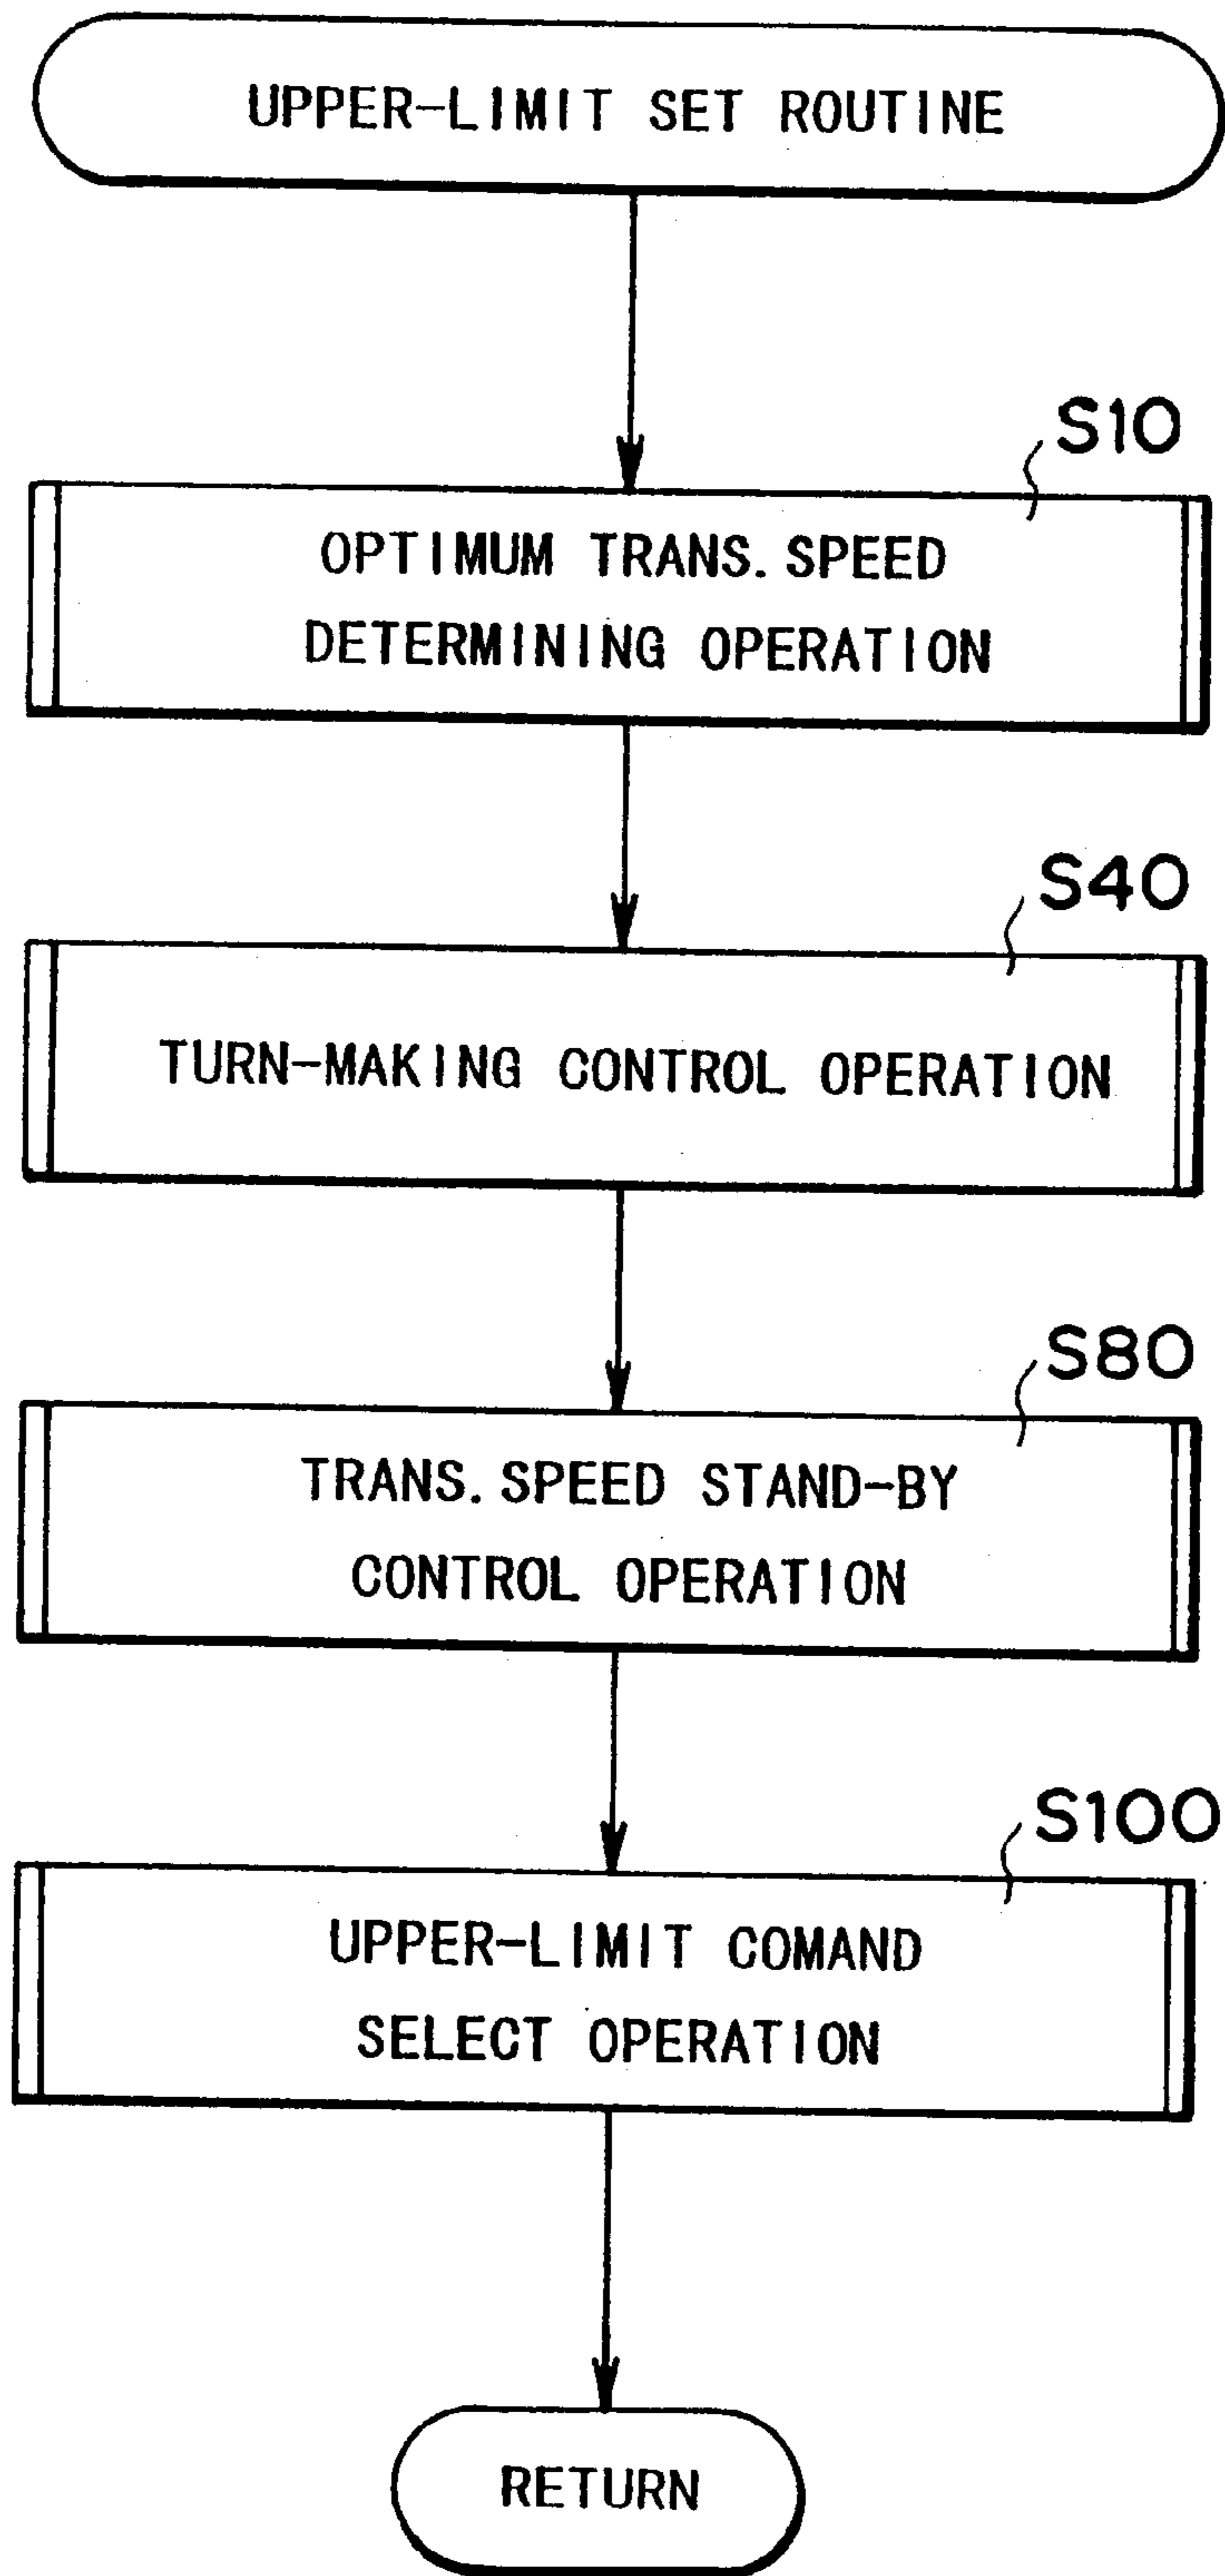 UPPER-LIMIT SET ROUTINE
S10
OPTIMUM TRANS. SPEED
DETERMINING OPERATION
S40
TURN-MAKING CONTROL OPERATION
S80
TRANS. SPEED STAND-BY
CONTROL OPERATION
S100
UPPER-LIMIT COMAND
SELECT OPERATION
RETURN